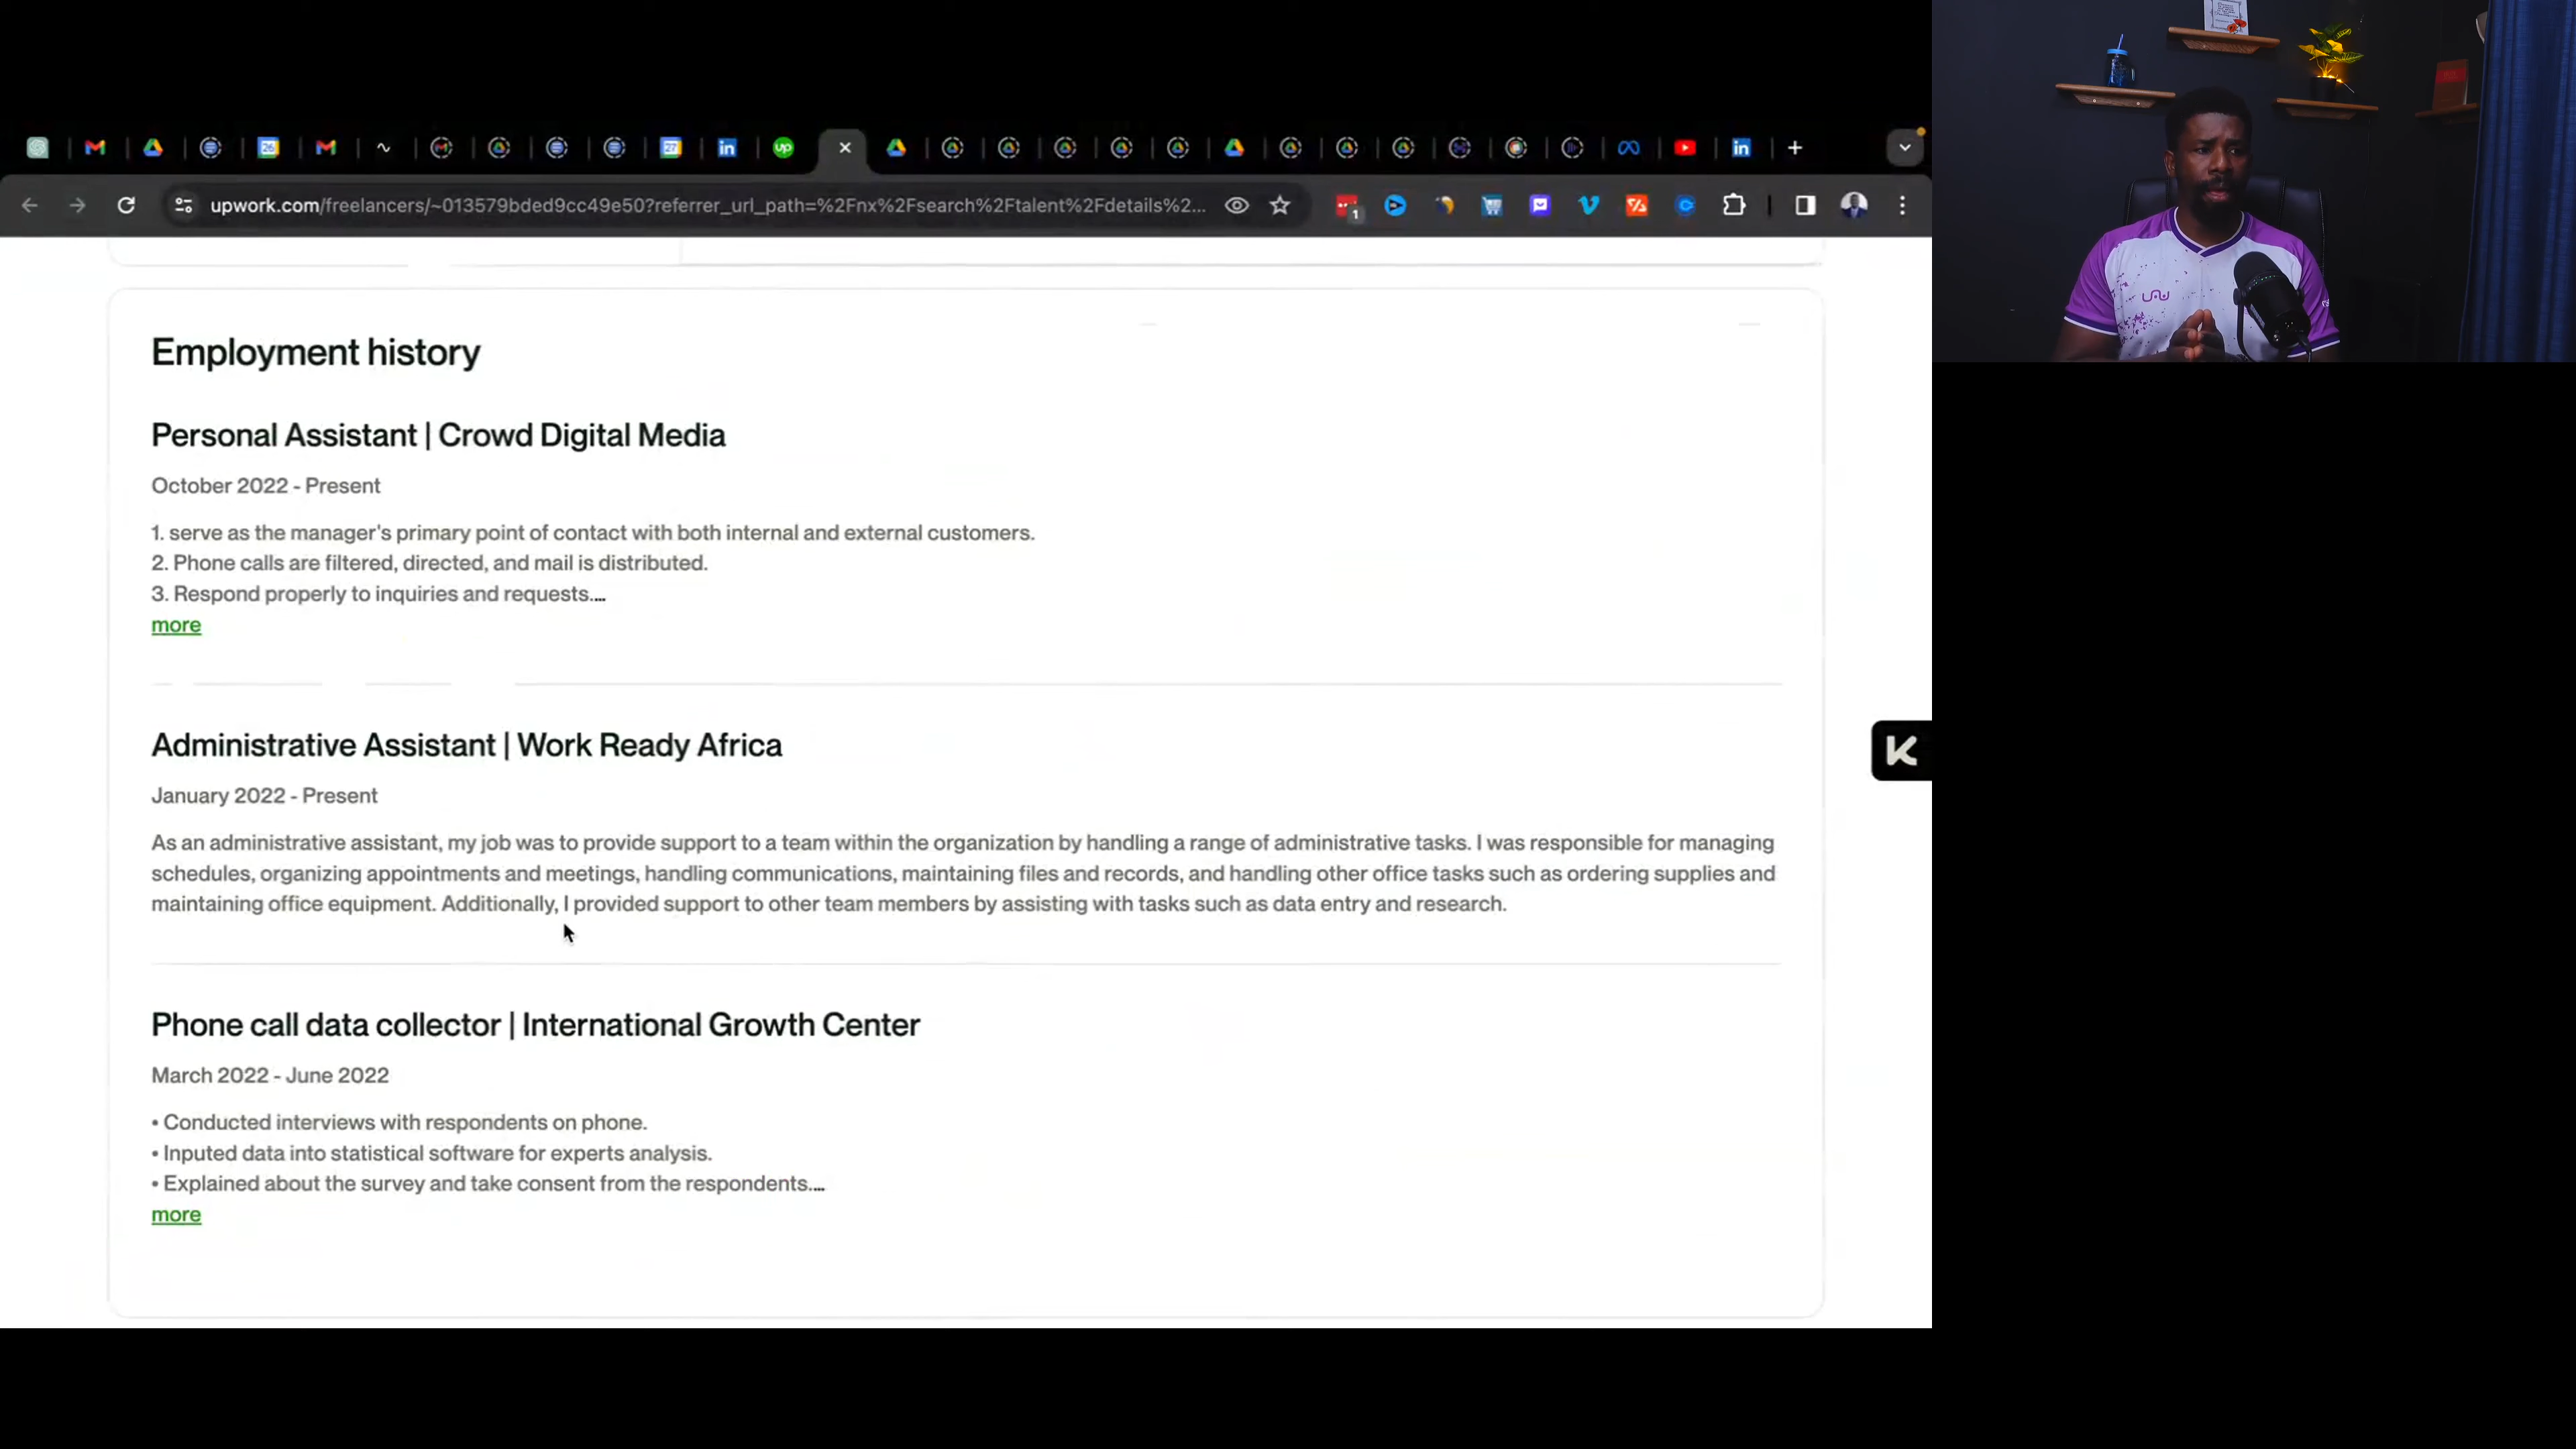 26
27
up
upwork.com/freelancers/~013579bded9cc49e50?referrer_url_path=%2Fnx%2Fsearch%2Ftalent%2Fdetails%2...
1
Employment history
Personal Assistant | Crowd Digital Media
October 2022 - Present
1. serve as the manager's primary point of contact with both internal and external customers.
2. Phone calls are filtered, directed, and mail is distributed.
3. Respond properly to inquiries and requests....
more
Administrative Assistant | Work Ready Africa
January 2022 - Present
As an administrative assistant, my job was to provide support to a team within the organization by handling a range of administrative tasks. I was responsible for managing
schedules, organizing appointments and meetings, handling communications, maintaining files and records, and handling other office tasks such as ordering supplies and
maintaining office equipment. Additionally, I provided support to other team members by assisting with tasks such as data entry and research.
K
Phone call data collector | International Growth Center
March 2022 - June 2022
• Conducted interviews with respondents on phone.
• Inputed data into statistical software for experts analysis.
• Explained about the survey and take consent from the respondents....
more